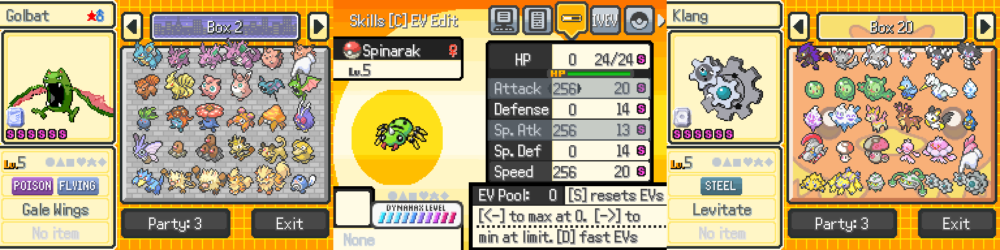 Golbat
Box 2
Lv.5
POISON FLYING
Gale Wings
No item
Party: 3
Exit
Skills [C] EV Edit
IVEV
Spinarak ♀
Lv.5
HP 0 24/24 S
HP
Attack 256 20 S
Defense 0 14 S
Sp. Atk 256 13 S
Sp. Def 0 14 S
Speed 256 20 S
DYNAMAX LEVEL
None
EV Pool: 0 [S] resets EVs
[<-] to max at 0. [->] to
min at limit. [D] fast EVs
Klang
Box 20
SSSSSS
Lv.5
STEEL
Levitate
No item
Party: 3
Exit